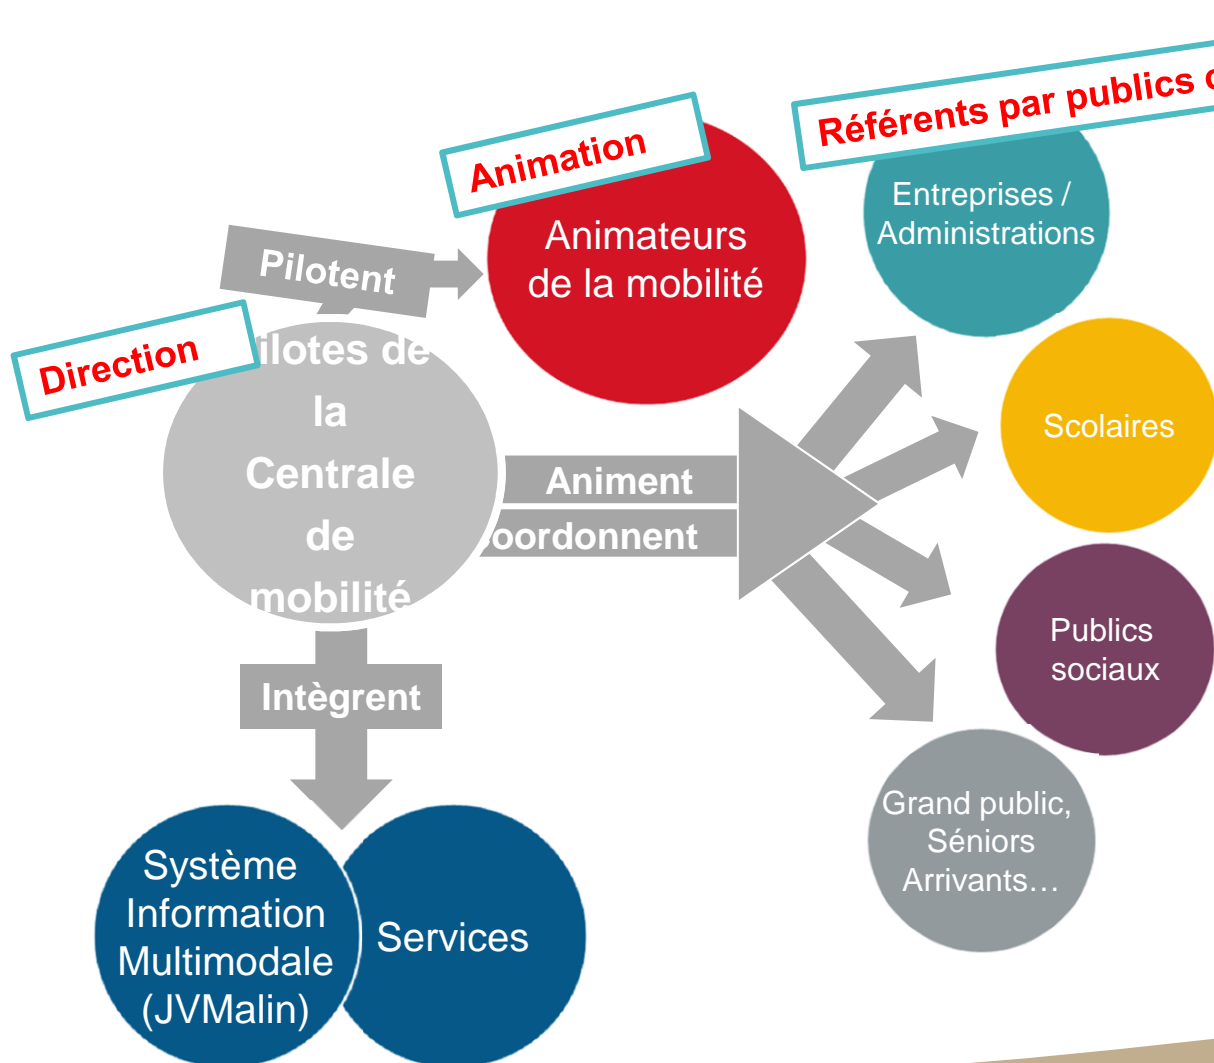 Référents par publics
Animation
Entreprises /
Administrations
Animateurs
de la mobilité
Pilotent
Direction
ilotes de
la
Centrale
de
mobilité
Scolaires
Animent
oordonnent
Publics
sociaux
Intègrent
Grand public,
Séniors
Arrivants…
Système
Information
Multimodale
(JVMalin)
Services